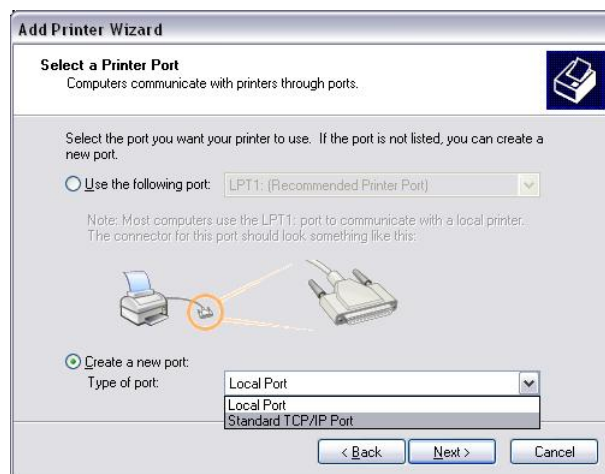 Add Printer Wizard
Select a Printer Port
Computers communicate with printers through ports.
Select the port you want your printer to use. If the port is not listed, you can create a
new port.
Use the following port:
LPT1: (Recommended Printer Port)
Note: Most computers use the LPT1: port to communicate with a local printer.
The connector for this port should look something like this:
Create a new port:
Type of port:
Local Port
Local Port
Standard TCP/IP Port
< Back
Next >
Cancel